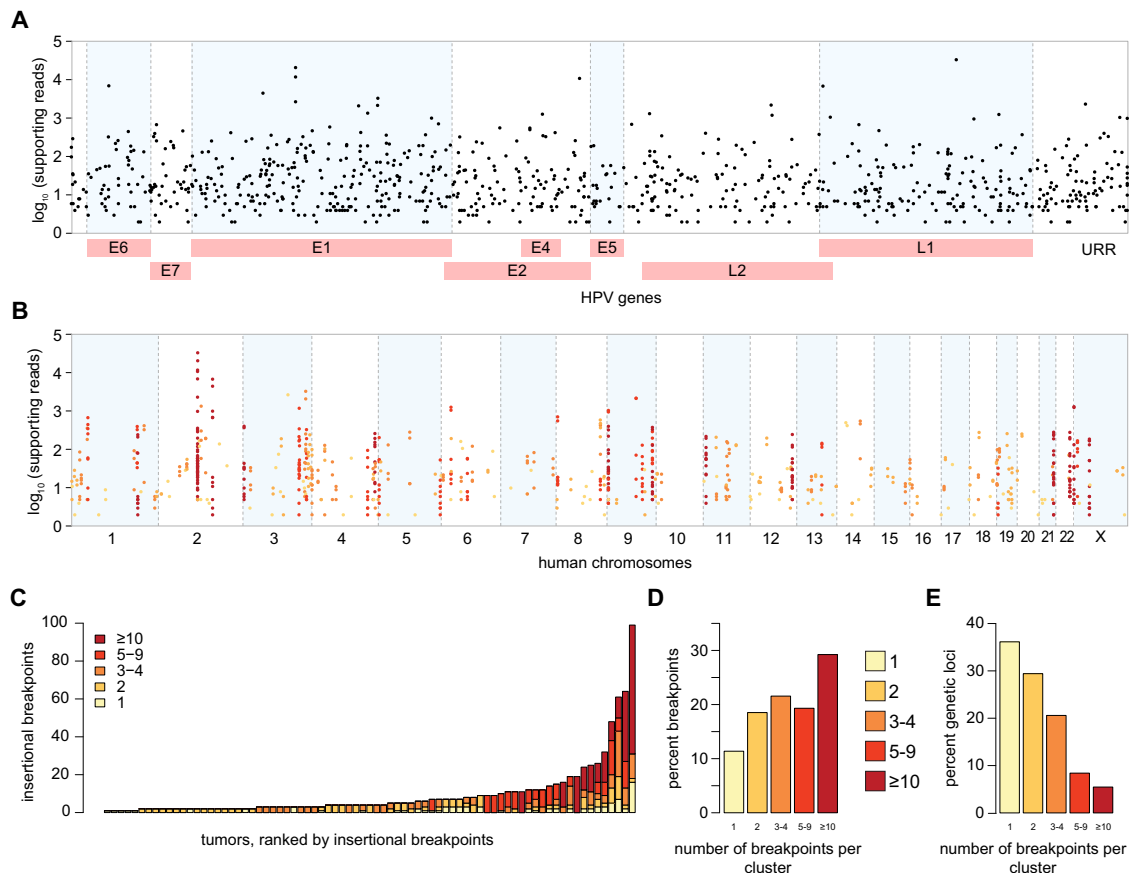 A
log₁₀ (supporting reads)
5
4
3
2
1
0
E6
E1
E4
E5
L1
URR
E7
E2
L2
HPV genes
B
log₁₀ (supporting reads)
5
4
3
2
1
0
1 2 3 4 5 6 7 8 9 10 11 12 13 14 15 16 17 18 19 20 21 22 X
human chromosomes
C
insertional breakpoints
100
80
60
40
20
0
≥10
5−9
3−4
2
1
tumors, ranked by insertional breakpoints
D
percent breakpoints
30
20
10
0
1 2 3-4 5-9 ≥10
number of breakpoints per
cluster
1
2
3-4
5-9
≥10
E
percent genetic loci
40
30
20
10
0
1 2 3-4 5-9 ≥10
number of breakpoints per
cluster